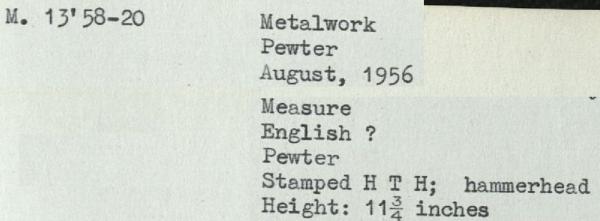 M. 13'58-20
Metalwork
Pewter
August, 1956
Measure
English ?
Pewter
Stamped H T H; hammerhead
Height: 11¾ inches